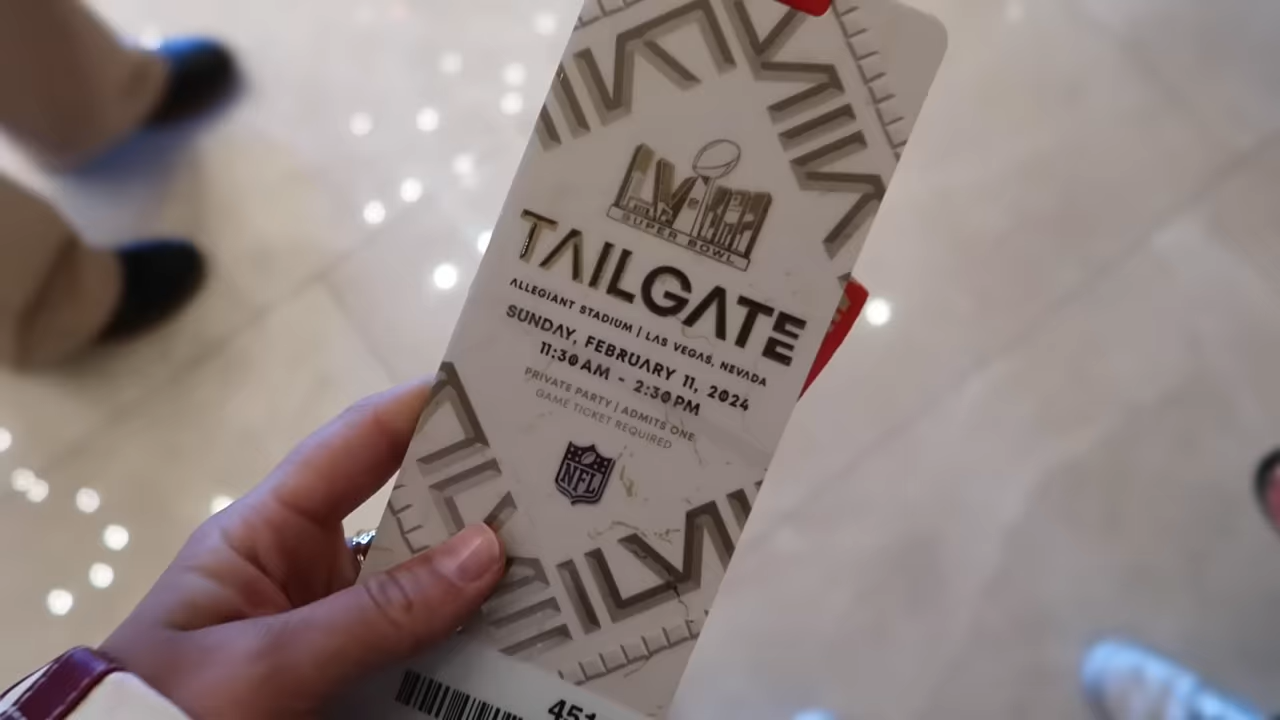 LVIII
SUPER BOWL
TAILGATE
ALLEGIANT STADIUM | LAS VEGAS, NEVADA
SUNDAY, FEBRUARY 11, 2024
11:30AM - 2:30PM
PRIVATE PARTY | ADMITS ONE
GAME TICKET REQUIRED
NFL
451